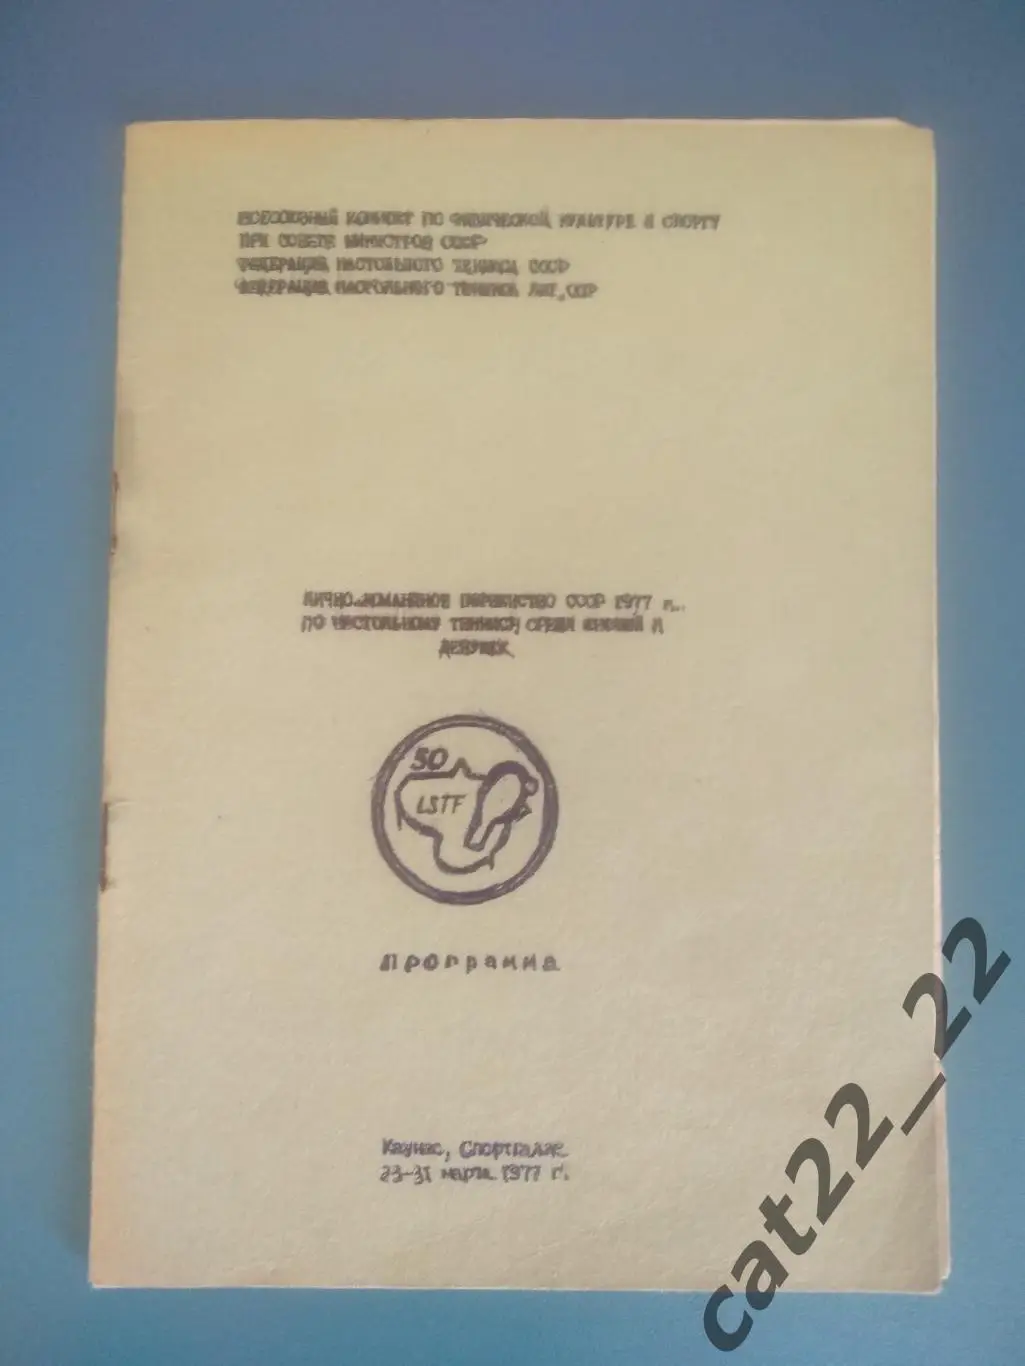 ВСЕСОЮЗНЫЙ КОМИТЕТ ПО ФИЗИЧЕСКОЙ КУЛЬТУРЕ И СПОРТУ
ПРИ СОВЕТЕ МИНИСТРОВ СССР
ФЕДЕРАЦИЯ НАСТОЛЬНОГО ТЕННИСА СССР
ФЕДЕРАЦИЯ НАСТОЛЬНОГО ТЕННИСА ЛИТ.ССР
ЛИЧНО-КОМАНДНОЕ ПЕРВЕНСТВО СССР 1977 г.
ПО НАСТОЛЬНОМУ ТЕННИСУ СРЕДИ ЮНОШЕЙ И
ДЕВУШЕК
50
LSTF
Программа
Каунас, Спортгалле
23-31 марта 1977 г.
cat22_22